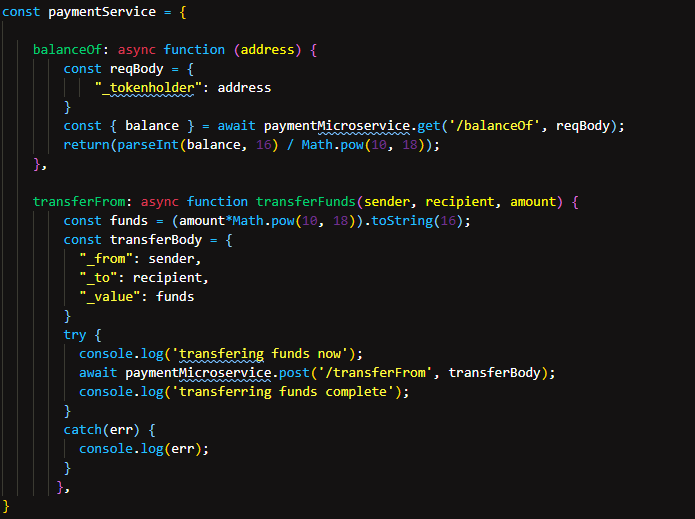 const paymentService = {
balanceOf: async function (address) {
const reqBody = {
"_tokenholder": address
}
const { balance } = await paymentMicroservice.get('/balanceOf', reqBody);
return(parseInt(balance, 16) / Math.pow(10, 18));
},
transferFrom: async function transferFunds(sender, recipient, amount) {
const funds = (amount*Math.pow(10, 18)).toString(16);
const transferBody = {
"_from": sender,
"_to": recipient,
"_value": funds
}
try {
console.log('transfering funds now');
await paymentMicroservice.post('/transferFrom', transferBody);
console.log('transferring funds complete');
}
catch(err) {
console.log(err);
}
},
}